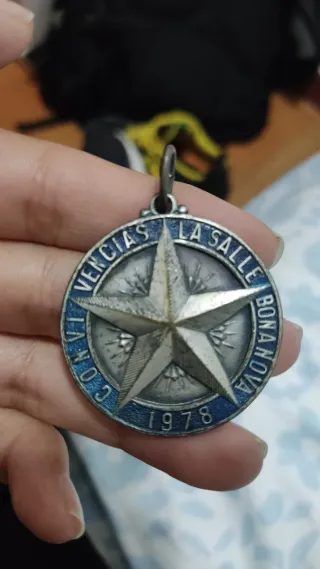 CONVIVENCIAS LA SALLE BONANOVA
1978